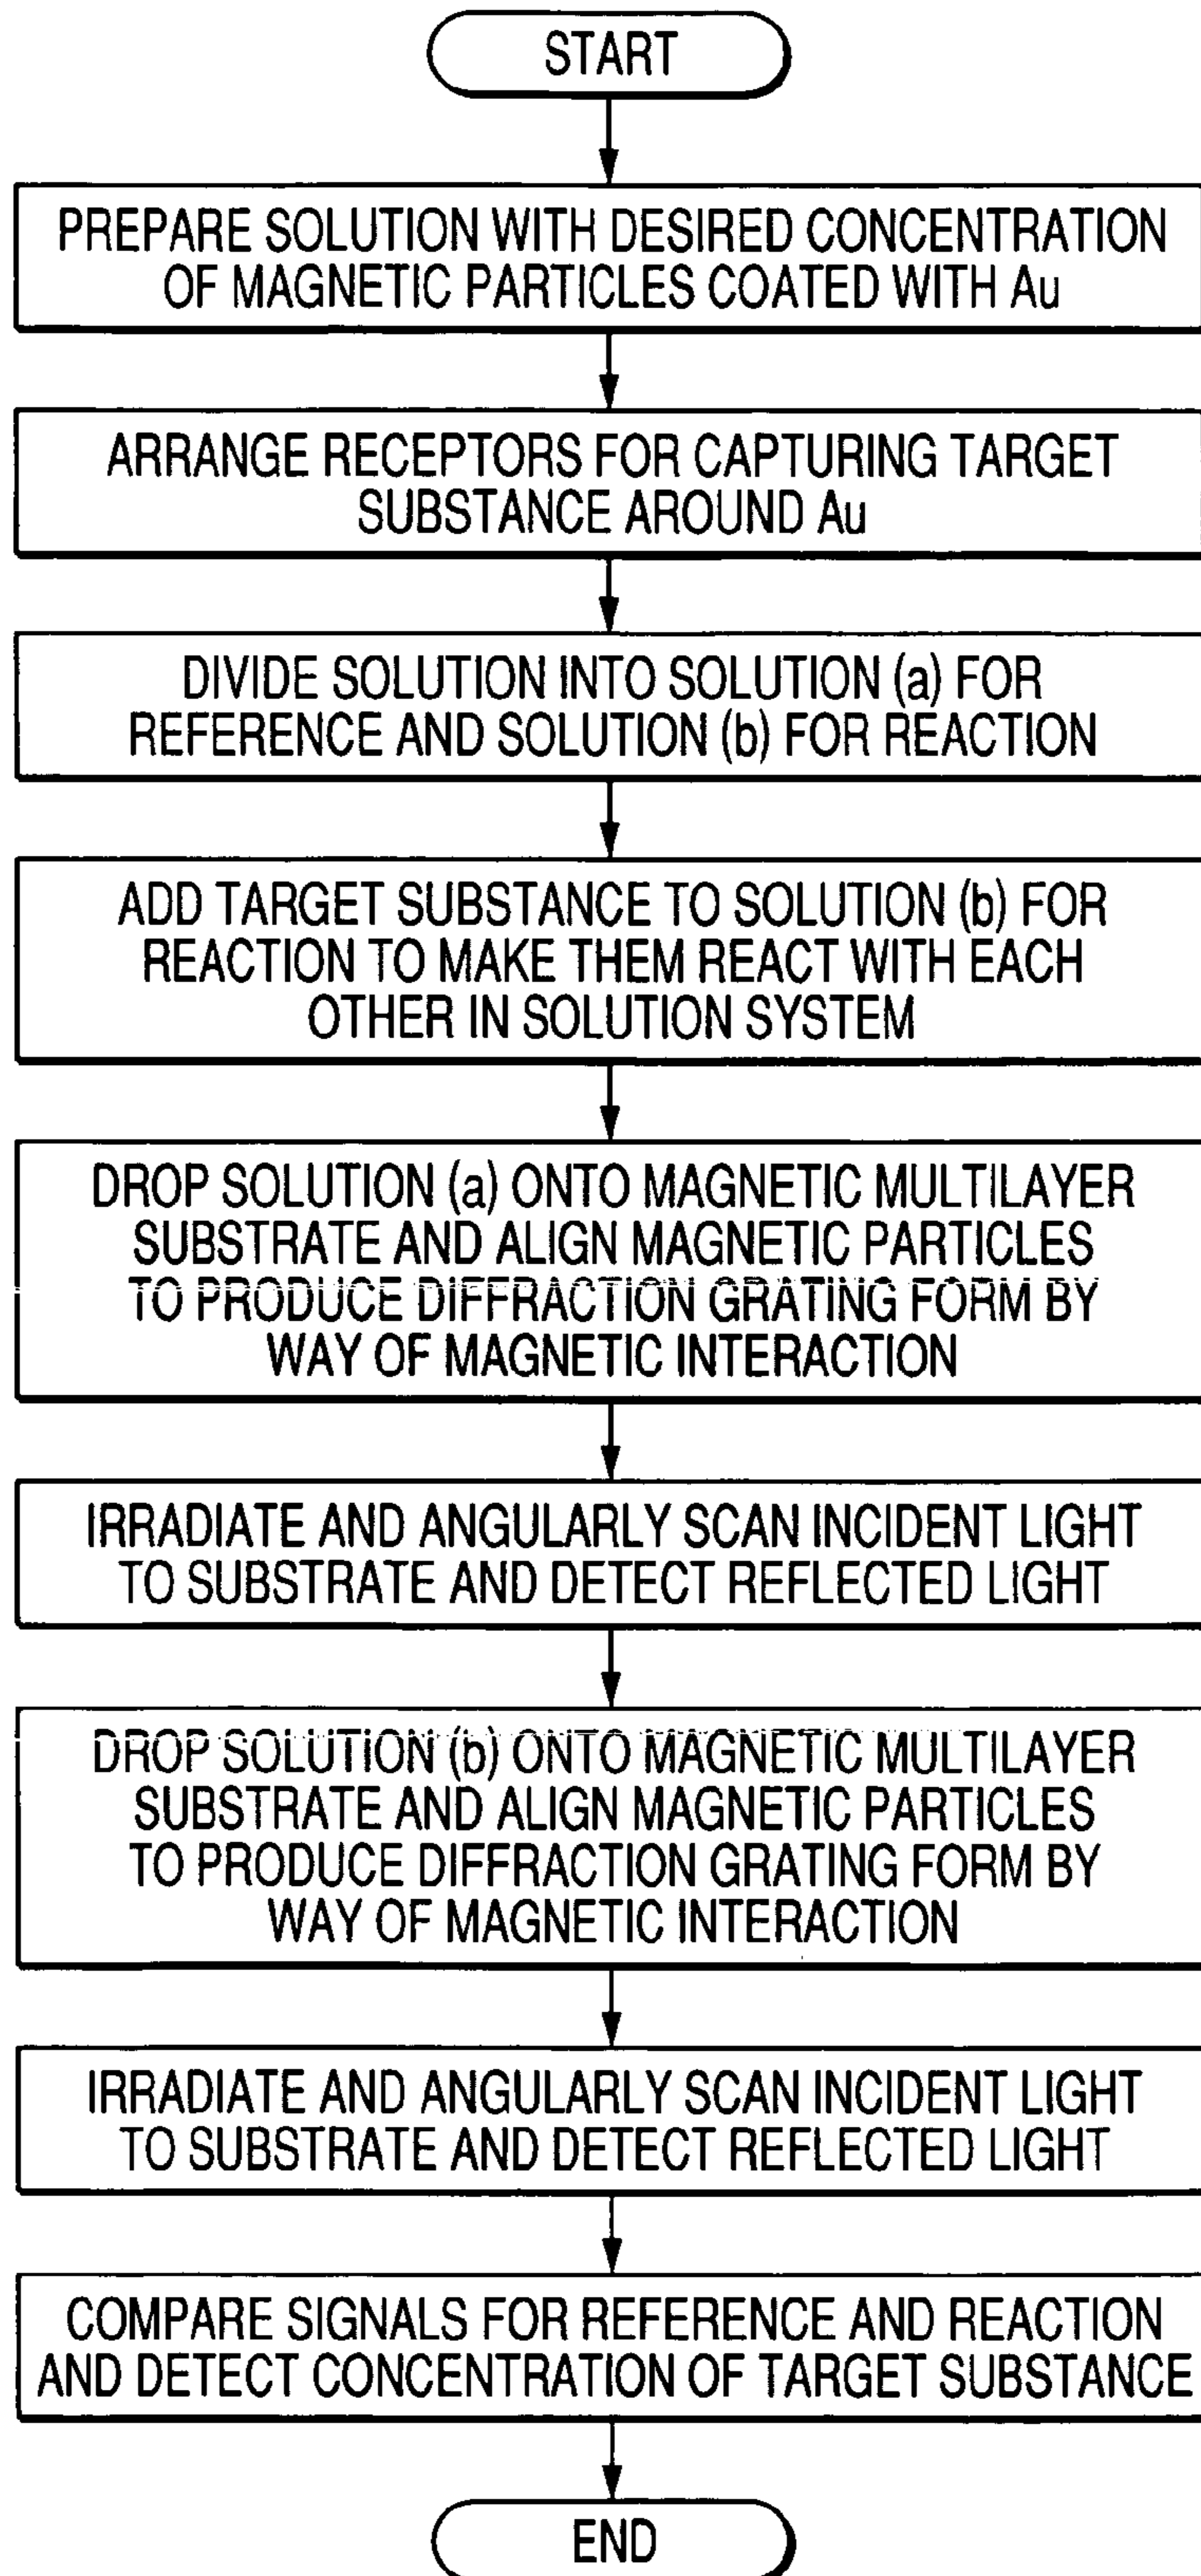 START
PREPARE SOLUTION WITH DESIRED CONCENTRATION
OF MAGNETIC PARTICLES COATED WITH Au
ARRANGE RECEPTORS FOR CAPTURING TARGET
SUBSTANCE AROUND Au
DIVIDE SOLUTION INTO SOLUTION (a) FOR
REFERENCE AND SOLUTION (b) FOR REACTION
ADD TARGET SUBSTANCE TO SOLUTION (b) FOR
REACTION TO MAKE THEM REACT WITH EACH
OTHER IN SOLUTION SYSTEM
DROP SOLUTION (a) ONTO MAGNETIC MULTILAYER
SUBSTRATE AND ALIGN MAGNETIC PARTICLES
TO PRODUCE DIFFRACTION GRATING FORM BY
WAY OF MAGNETIC INTERACTION
IRRADIATE AND ANGULARLY SCAN INCIDENT LIGHT
TO SUBSTRATE AND DETECT REFLECTED LIGHT
DROP SOLUTION (b) ONTO MAGNETIC MULTILAYER
SUBSTRATE AND ALIGN MAGNETIC PARTICLES
TO PRODUCE DIFFRACTION GRATING FORM BY
WAY OF MAGNETIC INTERACTION
IRRADIATE AND ANGULARLY SCAN INCIDENT LIGHT
TO SUBSTRATE AND DETECT REFLECTED LIGHT
COMPARE SIGNALS FOR REFERENCE AND REACTION
AND DETECT CONCENTRATION OF TARGET SUBSTANCE
END